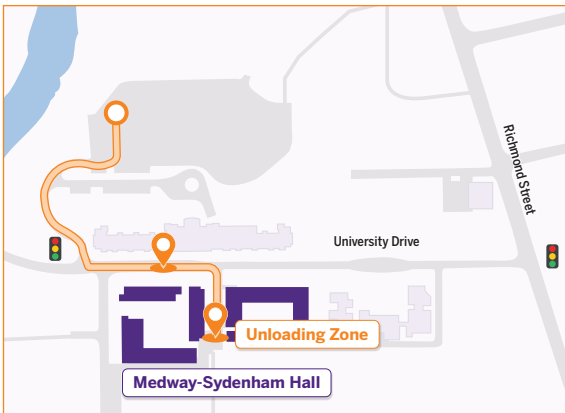 Richmond Street
University Drive
Unloading Zone
Medway-Sydenham Hall